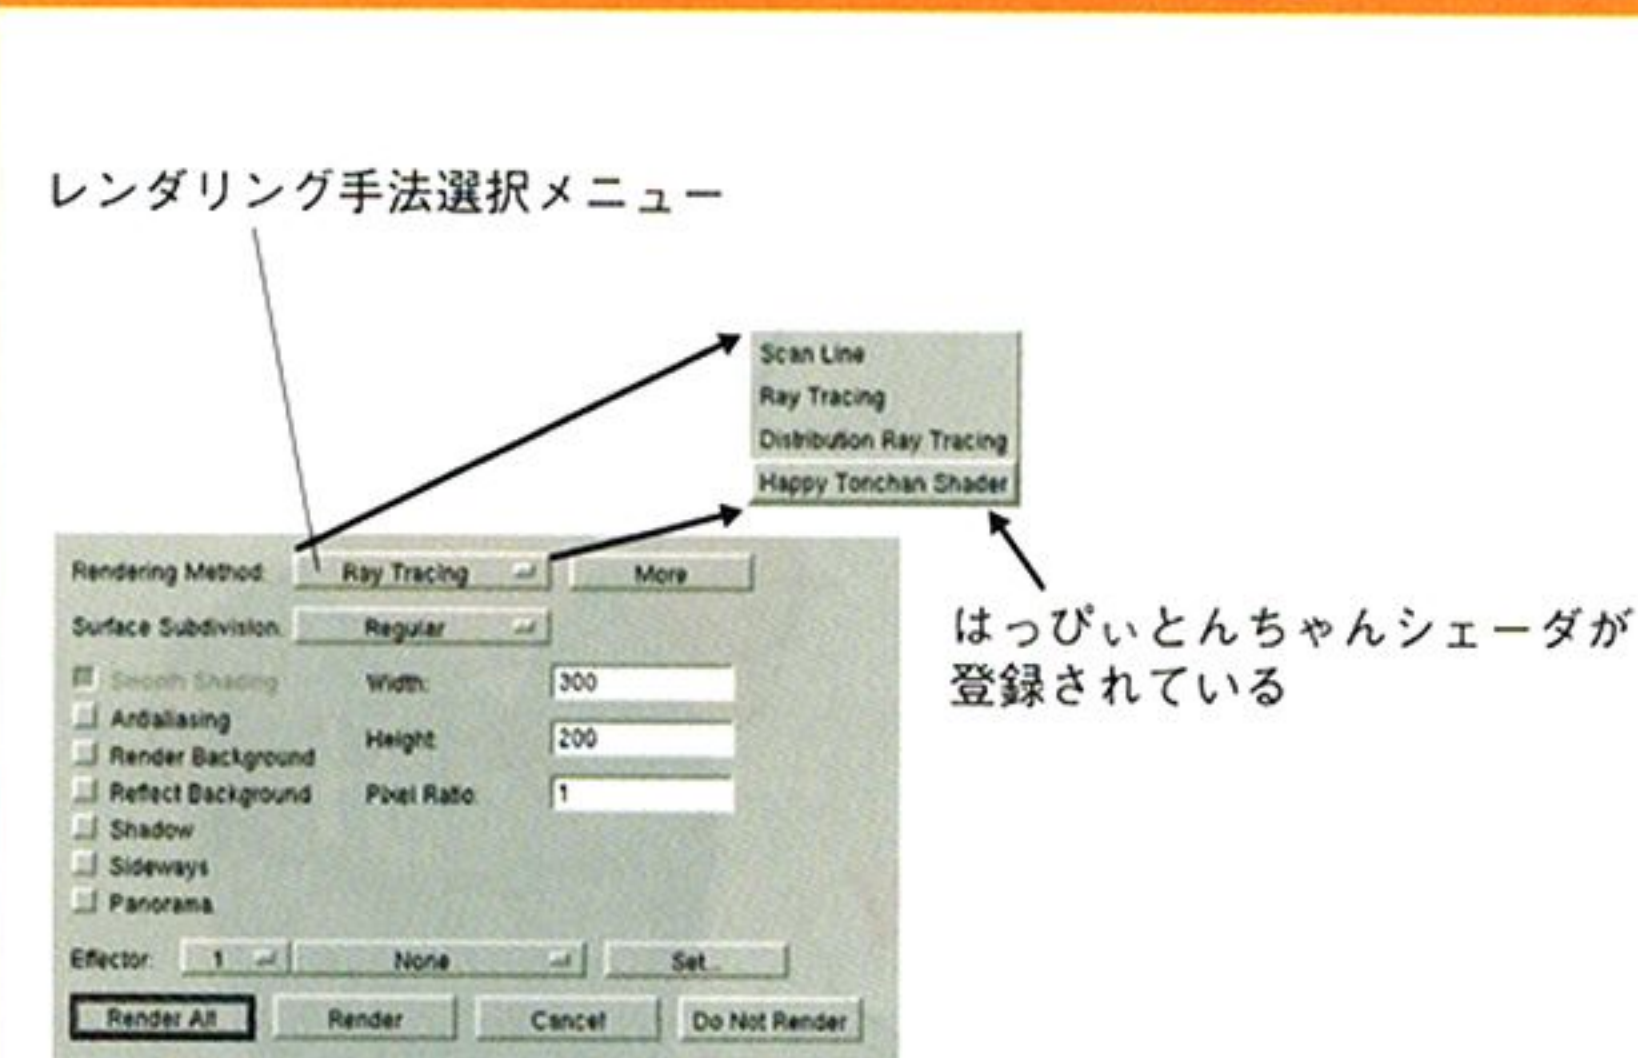 レンダリング手法選択メニュー
Scan Line
Ray Tracing
Distribution Ray Tracing
Happy Tonchan Shader
Rendering Method: Ray Tracing More
Surface Subdivision: Regular
Smooth Shading Width: 300
Antialiasing
Height: 200
Render Background
Reflect Background Pixel Ratio: 1
Shadow
Sideways
Panorama
Effector: 1 None Set...
Render All Render Cancel Do Not Render
はっぴぃとんちゃんシェーダが
登録されている